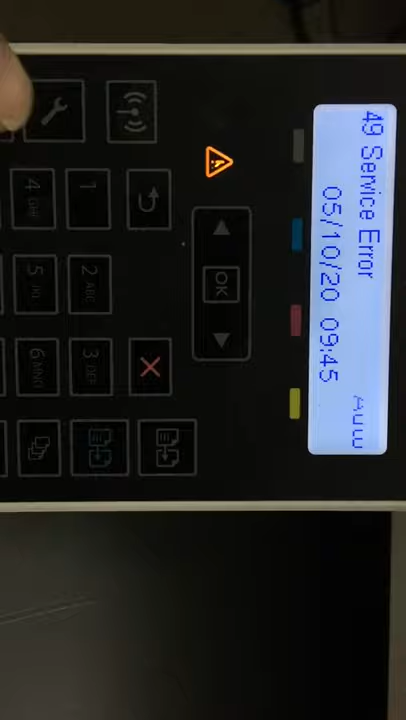 49 Service Error
05/10/20 09:45
OK
1
2 ABC
3 DEF
4 GHI
5 JKL
6 MNO